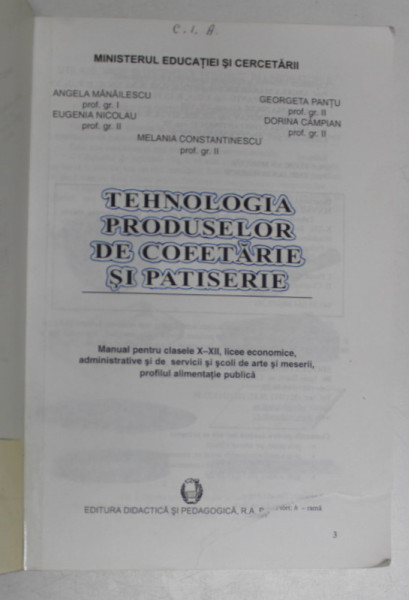 C. I. B.
MINISTERUL EDUCAȚIEI ȘI CERCETĂRII
ANGELA MĂNĂILESCU
prof. gr. I
EUGENIA NICOLAU
prof. gr. II
GEORGETA PANȚU
prof. gr. II
DORINA CÂMPIAN
prof. gr. II
MELANIA CONSTANTINESCU
prof. gr. II
TEHNOLOGIA
PRODUSELOR
DE COFETĂRIE
ȘI PATISERIE
Manual pentru clasele X–XII, licee economice,
administrative și de servicii și școli de arte și meserii,
profilul alimentație publică
EDITURA DIDACTICĂ ȘI PEDAGOGICĂ, R.A.
3